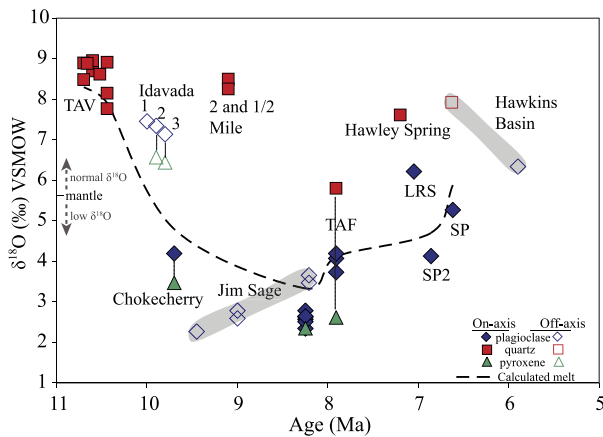 10
9
8
7
6
5
4
3
2
1
δ18O (‰) VSMOW
TAV
Idavada
1
2
3
2 and 1/2
Mile
Hawley Spring
Hawkins
Basin
normal δ18O
mantle
low δ18O
LRS
TAF
SP
SP2
Chokecherry
Jim Sage
On-axis Off-axis
plagioclase
quartz
pyroxene
Calculated melt
11 10 9 8 7 6 5
Age (Ma)